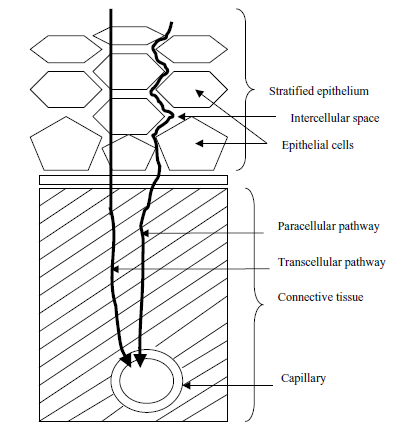 Stratified epithelium
Intercellular space
Epithelial cells
Paracellular pathway
Transcellular pathway
Connective tissue
Capillary